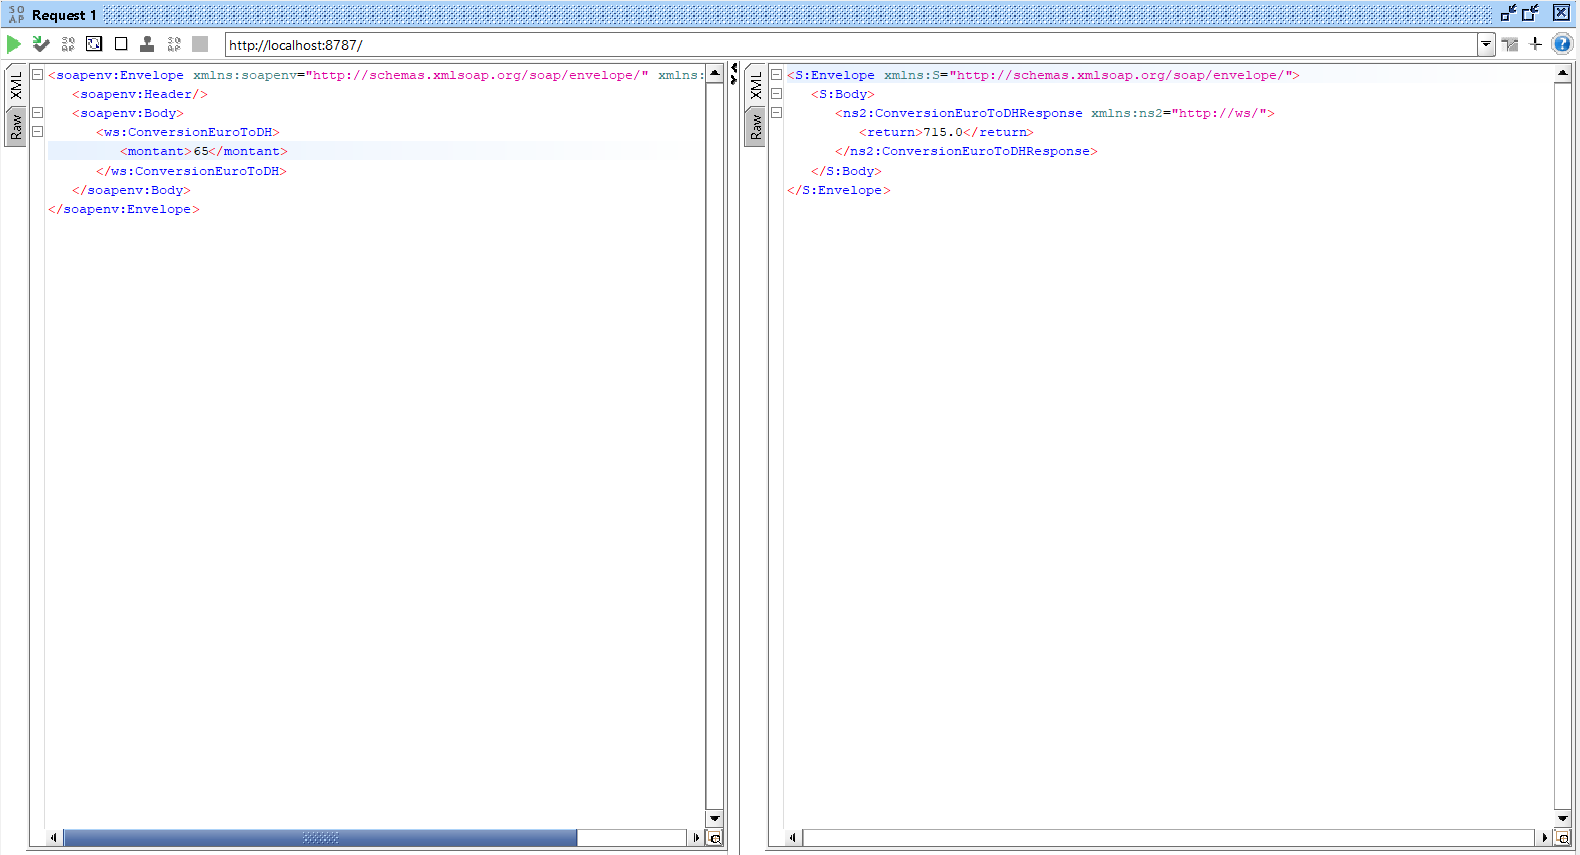 SO
AP
Request 1
http://localhost:8787/
XML
Raw
<soapenv:Envelope xmlns:soapenv="http://schemas.xmlsoap.org/soap/envelope/" xmlns:
<soapenv:Header/>
<soapenv:Body>
<ws:ConversionEuroToDH>
<montant>65</montant>
</ws:ConversionEuroToDH>
</soapenv:Body>
</soapenv:Envelope>
XML
Raw
<S:Envelope xmlns:S="http://schemas.xmlsoap.org/soap/envelope/">
<S:Body>
<ns2:ConversionEuroToDHResponse xmlns:ns2="http://ws/">
<return>715.0</return>
</ns2:ConversionEuroToDHResponse>
</S:Body>
</S:Envelope>